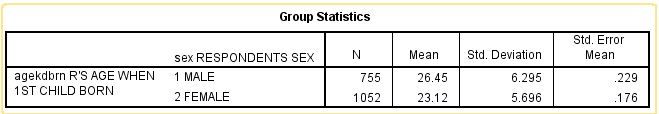 Group Statistics
sex RESPONDENTS SEX N Mean Std. Deviation Std. Error Mean
agekdbrn R'S AGE WHEN 1ST CHILD BORN 1 MALE 755 26.45 6.295 .229
2 FEMALE 1052 23.12 5.696 .176